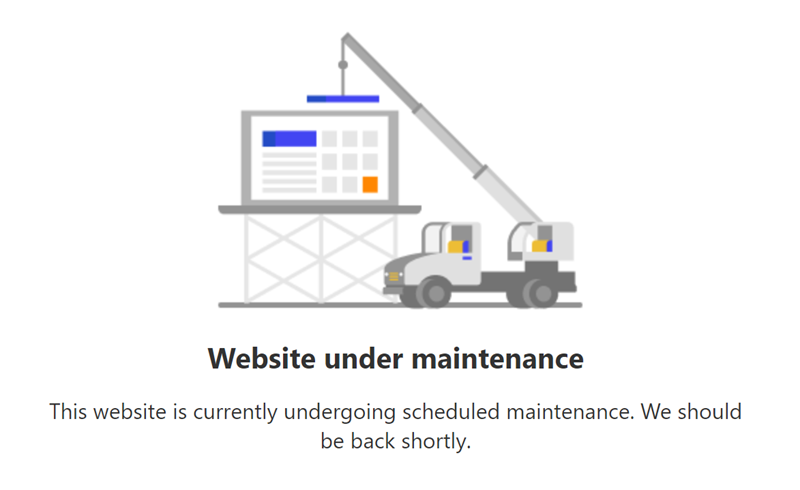 Website under maintenance
This website is currently undergoing scheduled maintenance. We should
be back shortly.